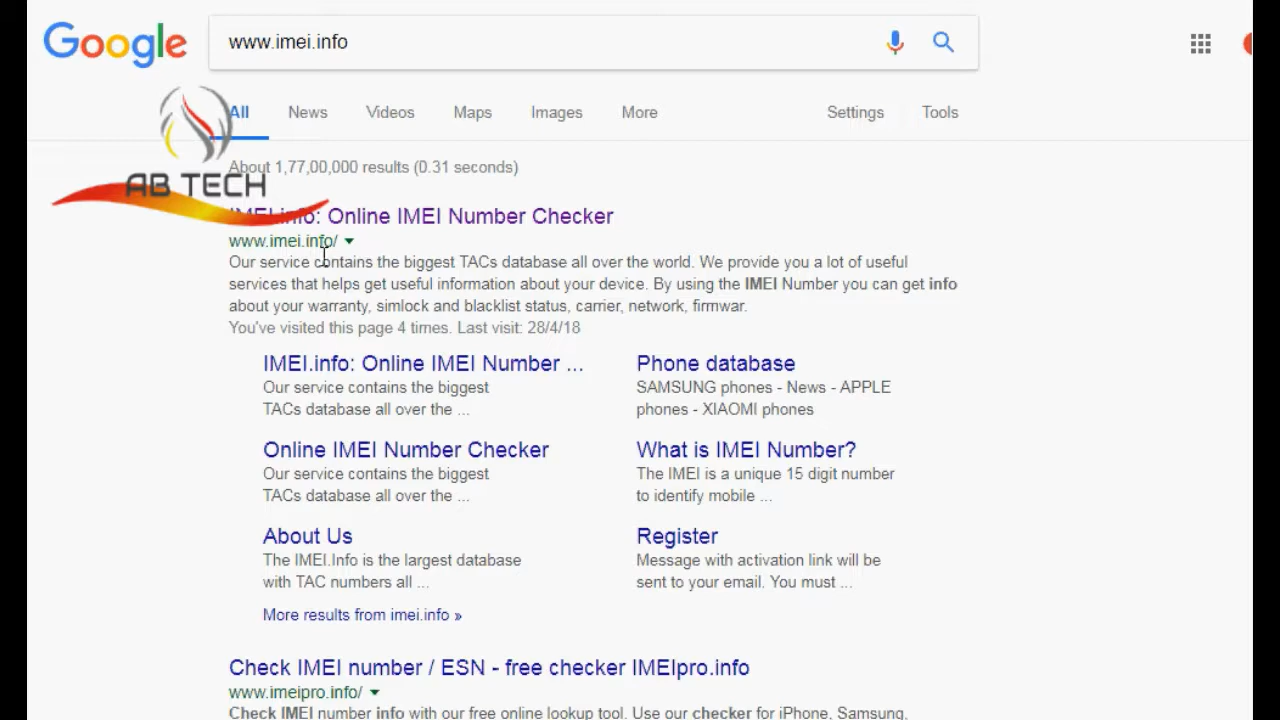 Google
www.imei.info
All News Videos Maps Images More Settings Tools
About 1,77,00,000 results (0.31 seconds)
AB TECH
IMEI.info: Online IMEI Number Checker
www.imei.info/
Our service contains the biggest TACs database all over the world. We provide you a lot of useful
services that helps get useful information about your device. By using the IMEI Number you can get info
about your warranty, simlock and blacklist status, carrier, network, firmwar.
You've visited this page 4 times. Last visit: 28/4/18
IMEI.info: Online IMEI Number ...
Our service contains the biggest
TACs database all over the ...
Phone database
SAMSUNG phones - News - APPLE
phones - XIAOMI phones
Online IMEI Number Checker
Our service contains the biggest
TACs database all over the ...
What is IMEI Number?
The IMEI is a unique 15 digit number
to identify mobile ...
About Us
The IMEI.Info is the largest database
with TAC numbers all ...
Register
Message with activation link will be
sent to your email. You must ...
More results from imei.info »
Check IMEI number / ESN - free checker IMEIpro.info
www.imeipro.info/
Check IMEI number info with our free online lookup tool. Use our checker for iPhone, Samsung,